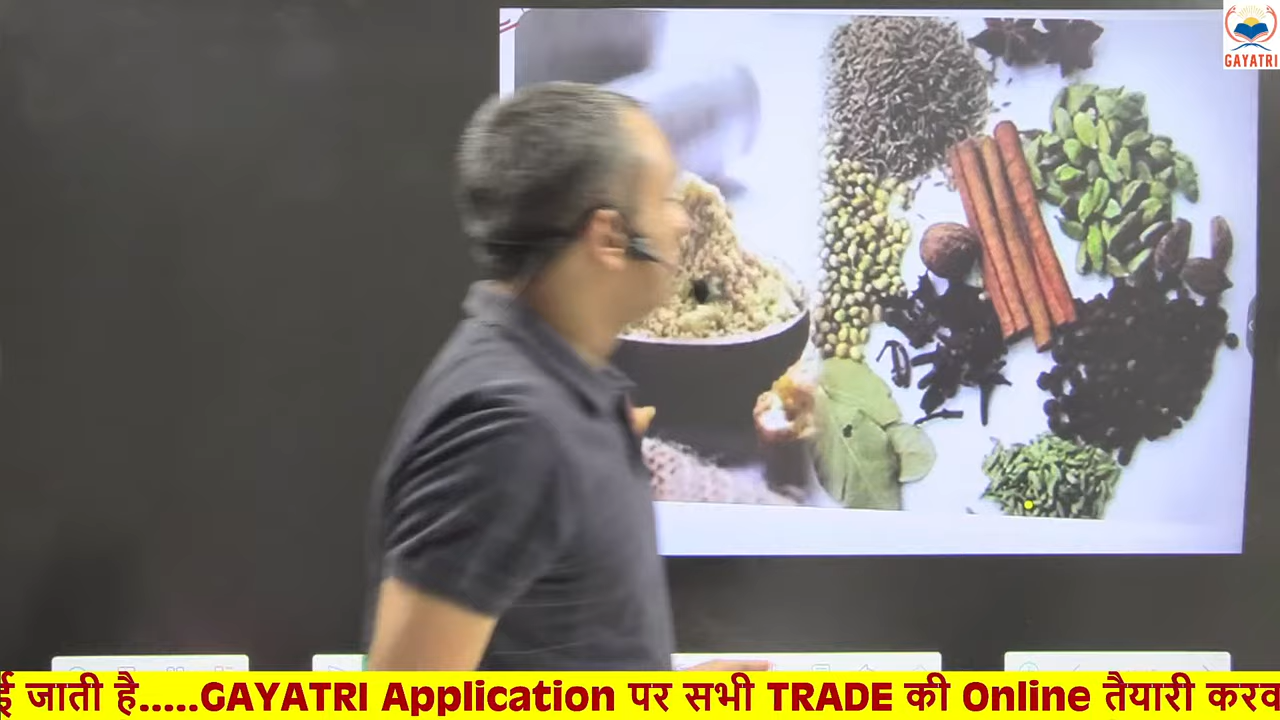 GAYATRI
ई जाती है.....GAYATRI Application पर सभी TRADE की Online तैयारी करव